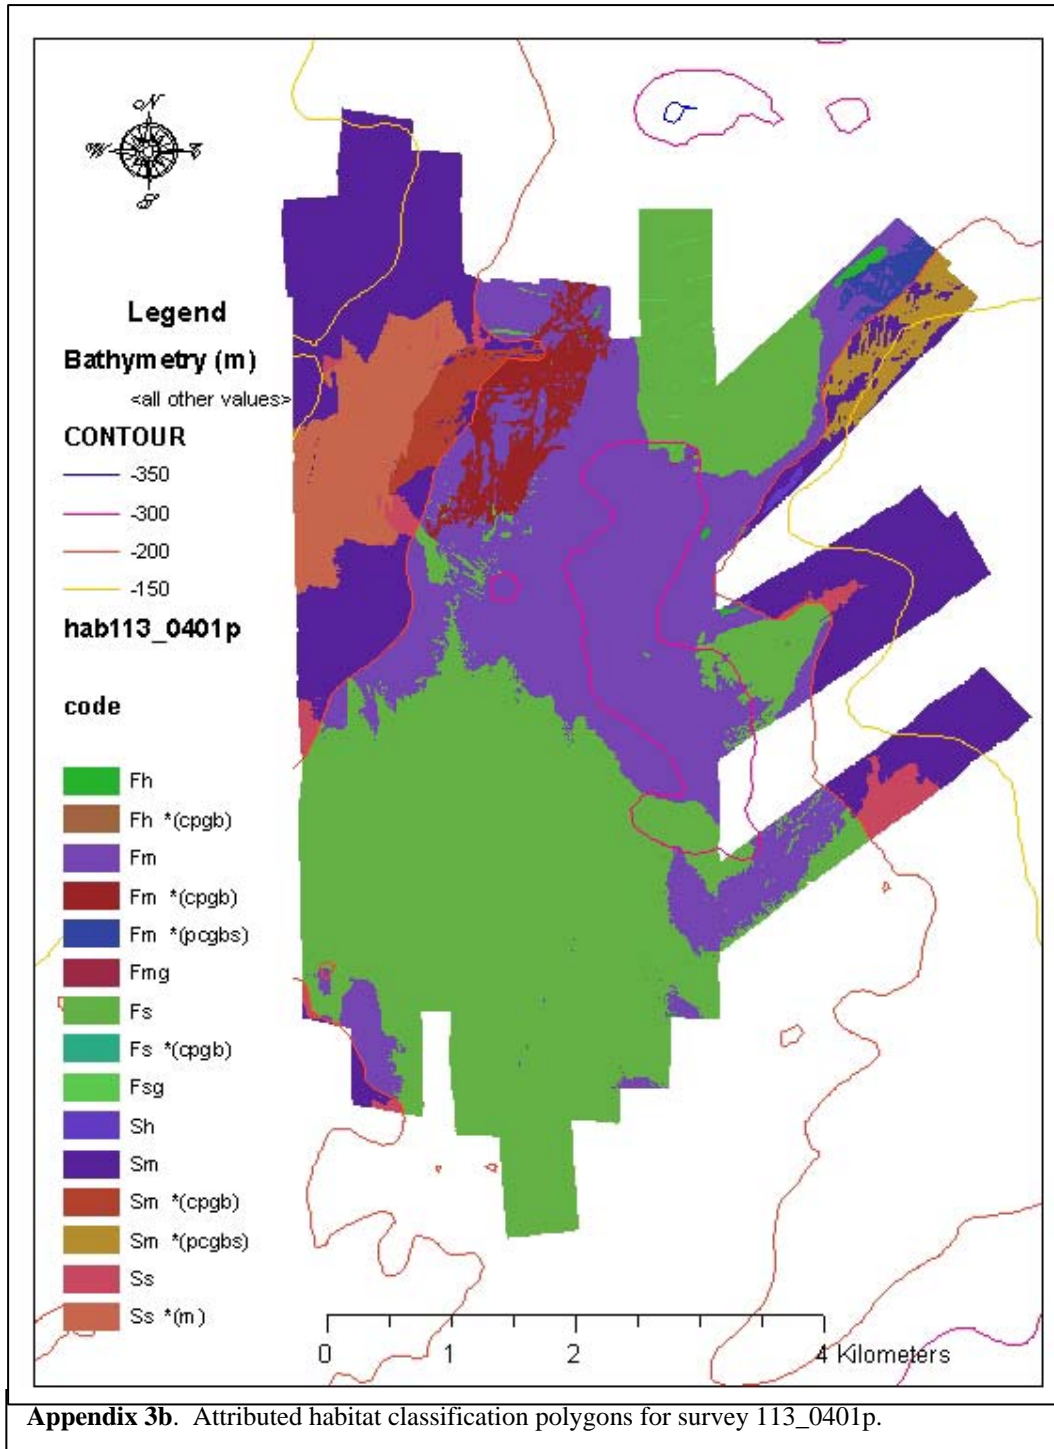 N
W E
S
Legend
Bathymetry (m)
<all other values>
CONTOUR
-350
-300
-200
-150
hab113_0401p
code
Fh
Fh *(cpgb)
Fm
Fm *(cpgb)
Fm *(pcgbs)
Fmg
Fs
Fs *(cpgb)
Fsg
Sh
Sm
Sm *(cpgb)
Sm *(pcgbs)
Ss
Ss *(m)
0 1 2 4 Kilometers
Appendix 3b. Attributed habitat classification polygons for survey 113_0401p.